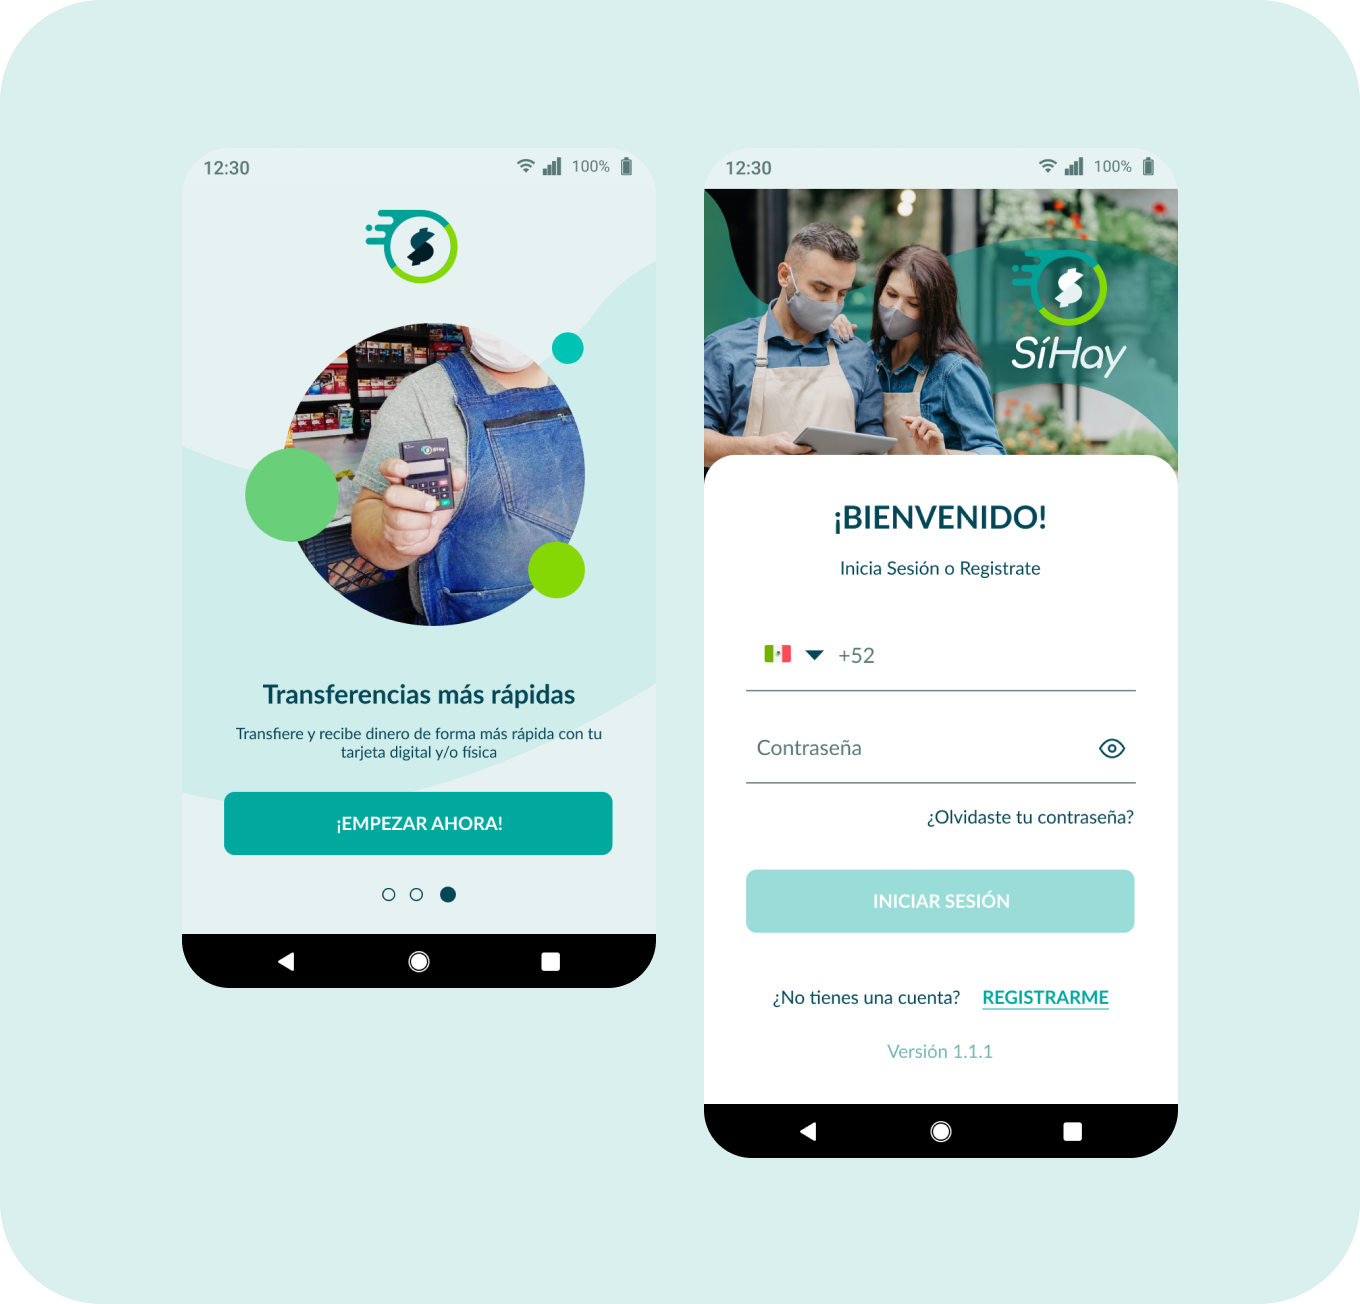 12:30
100%
Transferencias más rápidas
Transfiere y recibe dinero de forma más rápida con tu
tarjeta digital y/o física
¡EMPEZAR AHORA!
12:30
100%
SíHay
¡BIENVENIDO!
Inicia Sesión o Registrate
+52
Contraseña
¿Olvidaste tu contraseña?
INICIAR SESIÓN
¿No tienes una cuenta? REGISTRARME
Versión 1.1.1